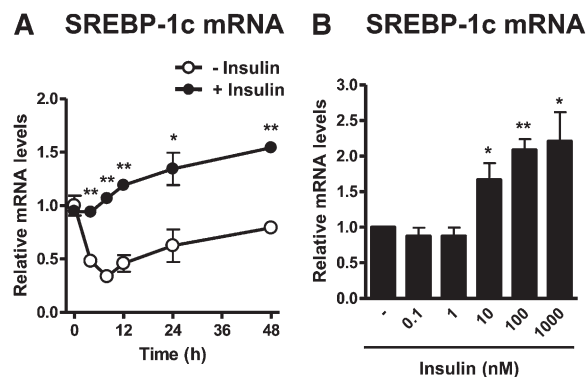 A SREBP-1c mRNA
- Insulin
+ Insulin
Relative mRNA levels
2.0
1.5
1.0
0.5
0.0
** ** ** * **
0 12 24 36 48
Time (h)
B SREBP-1c mRNA
Relative mRNA levels
3.0
2.5
2.0
1.5
1.0
0.5
0.0
* ** *
- 0.1 1 10 100 1000
Insulin (nM)